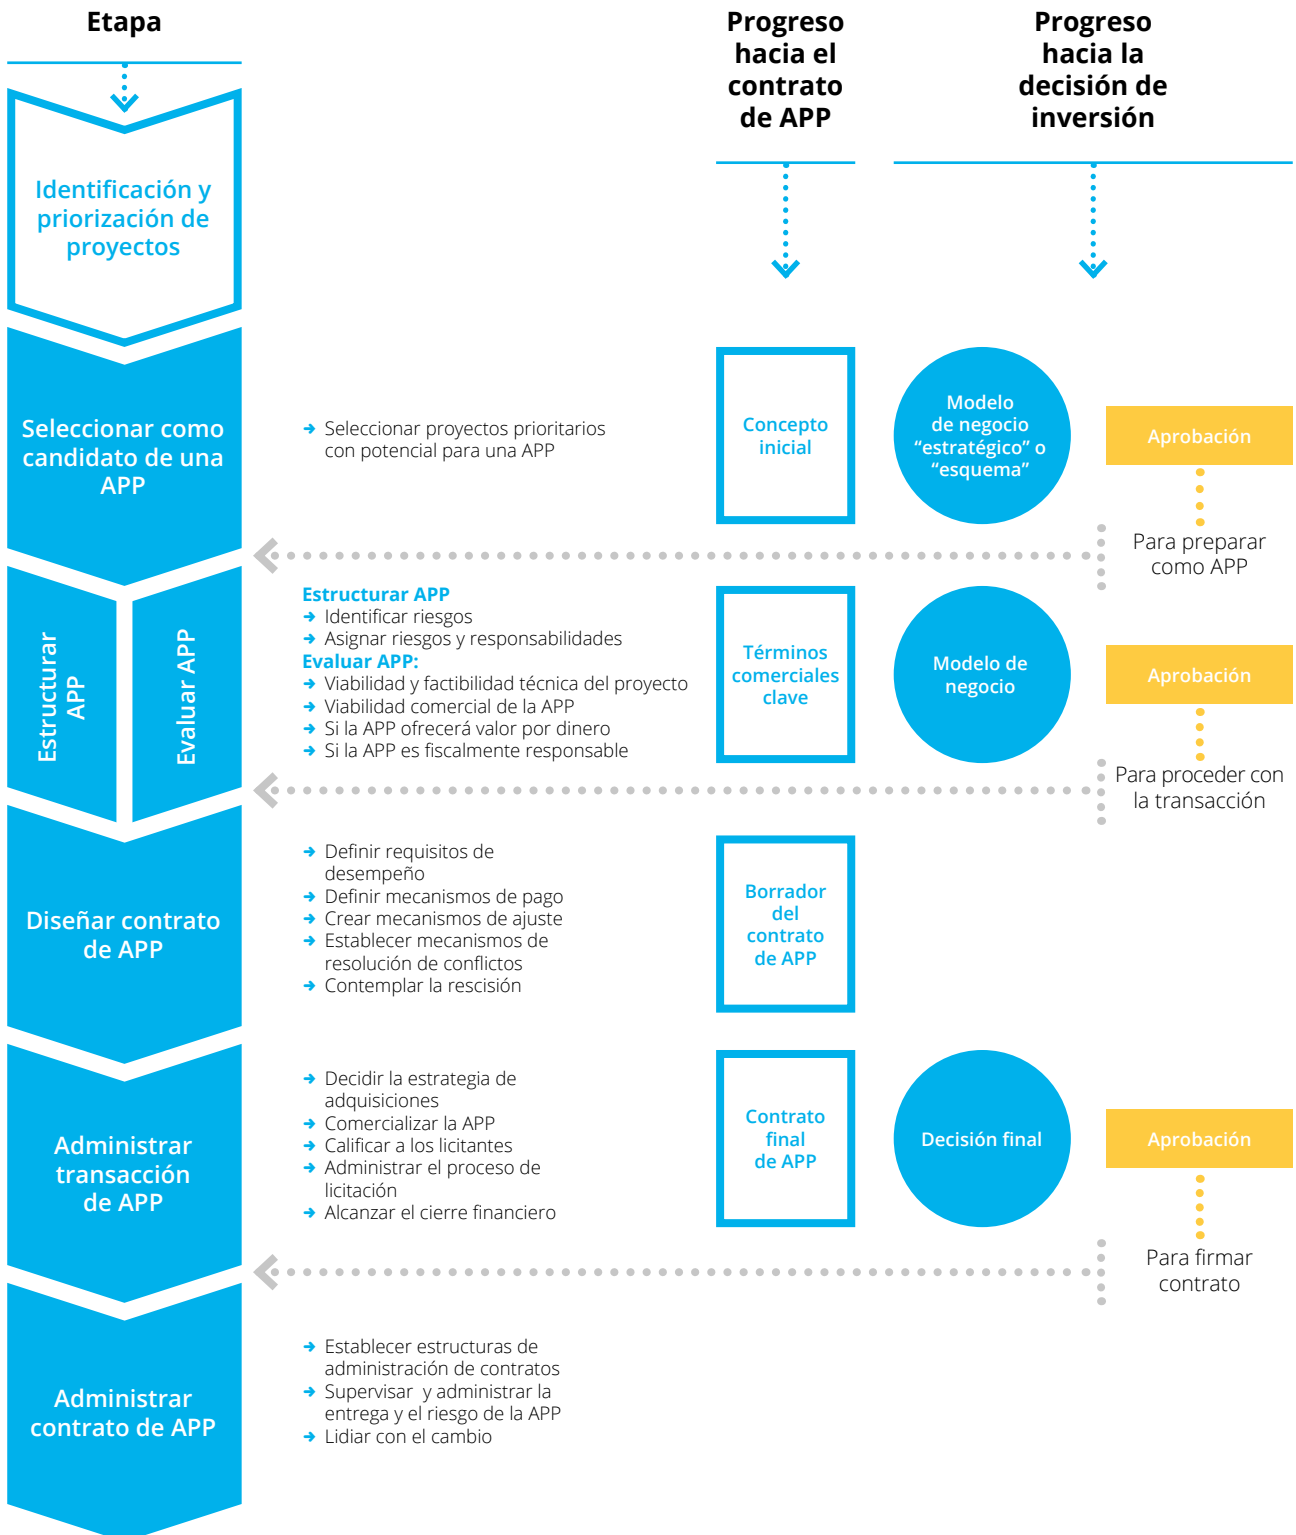 Etapa
Progreso
hacia el
contrato
de APP
Progreso
hacia la
decisión de
inversión
Identificación y
priorización de
proyectos
Seleccionar como
candidato de una
APP
→ Seleccionar proyectos prioritarios
con potencial para una APP
Concepto
inicial
Modelo
de negocio
“estratégico” o
“esquema”
Aprobación
Para preparar
como APP
Estructurar
APP
Evaluar APP
Estructurar APP
→ Identificar riesgos
→ Asignar riesgos y responsabilidades
Evaluar APP:
→ Viabilidad y factibilidad técnica del proyecto
→ Viabilidad comercial de la APP
→ Si la APP ofrecerá valor por dinero
→ Si la APP es fiscalmente responsable
Términos
comerciales
clave
Modelo de
negocio
Aprobación
Para proceder con
la transacción
Diseñar contrato
de APP
→ Definir requisitos de
desempeño
→ Definir mecanismos de pago
→ Crear mecanismos de ajuste
→ Establecer mecanismos de
resolución de conflictos
→ Contemplar la rescisión
Borrador
del
contrato
de APP
Administrar
transacción
de APP
→ Decidir la estrategia de
adquisiciones
→ Comercializar la APP
→ Calificar a los licitantes
→ Administrar el proceso de
licitación
→ Alcanzar el cierre financiero
Contrato
final
de APP
Decisión final
Aprobación
Para firmar
contrato
Administrar
contrato de APP
→ Establecer estructuras de
administración de contratos
→ Supervisar y administrar la
entrega y el riesgo de la APP
→ Lidiar con el cambio